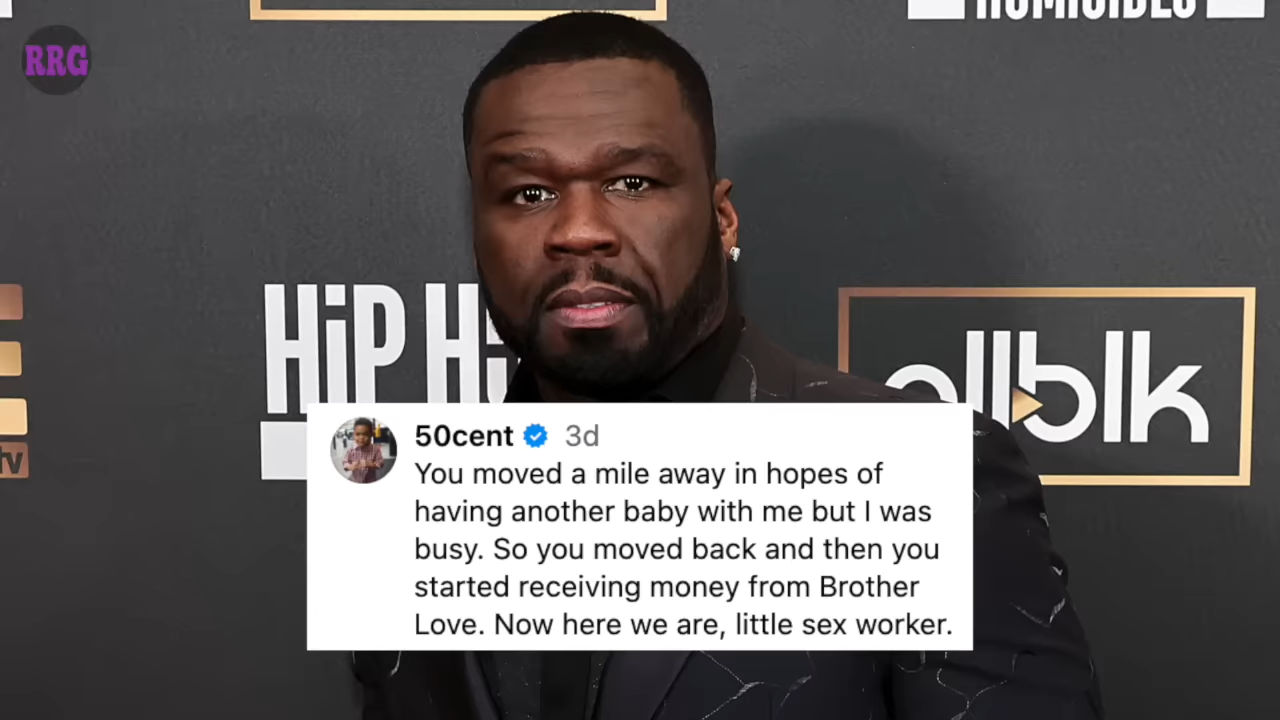 HOMICIDES
RRG
HiP H
allblk
tv
50cent 3d
You moved a mile away in hopes of
having another baby with me but I was
busy. So you moved back and then you
started receiving money from Brother
Love. Now here we are, little sex worker.